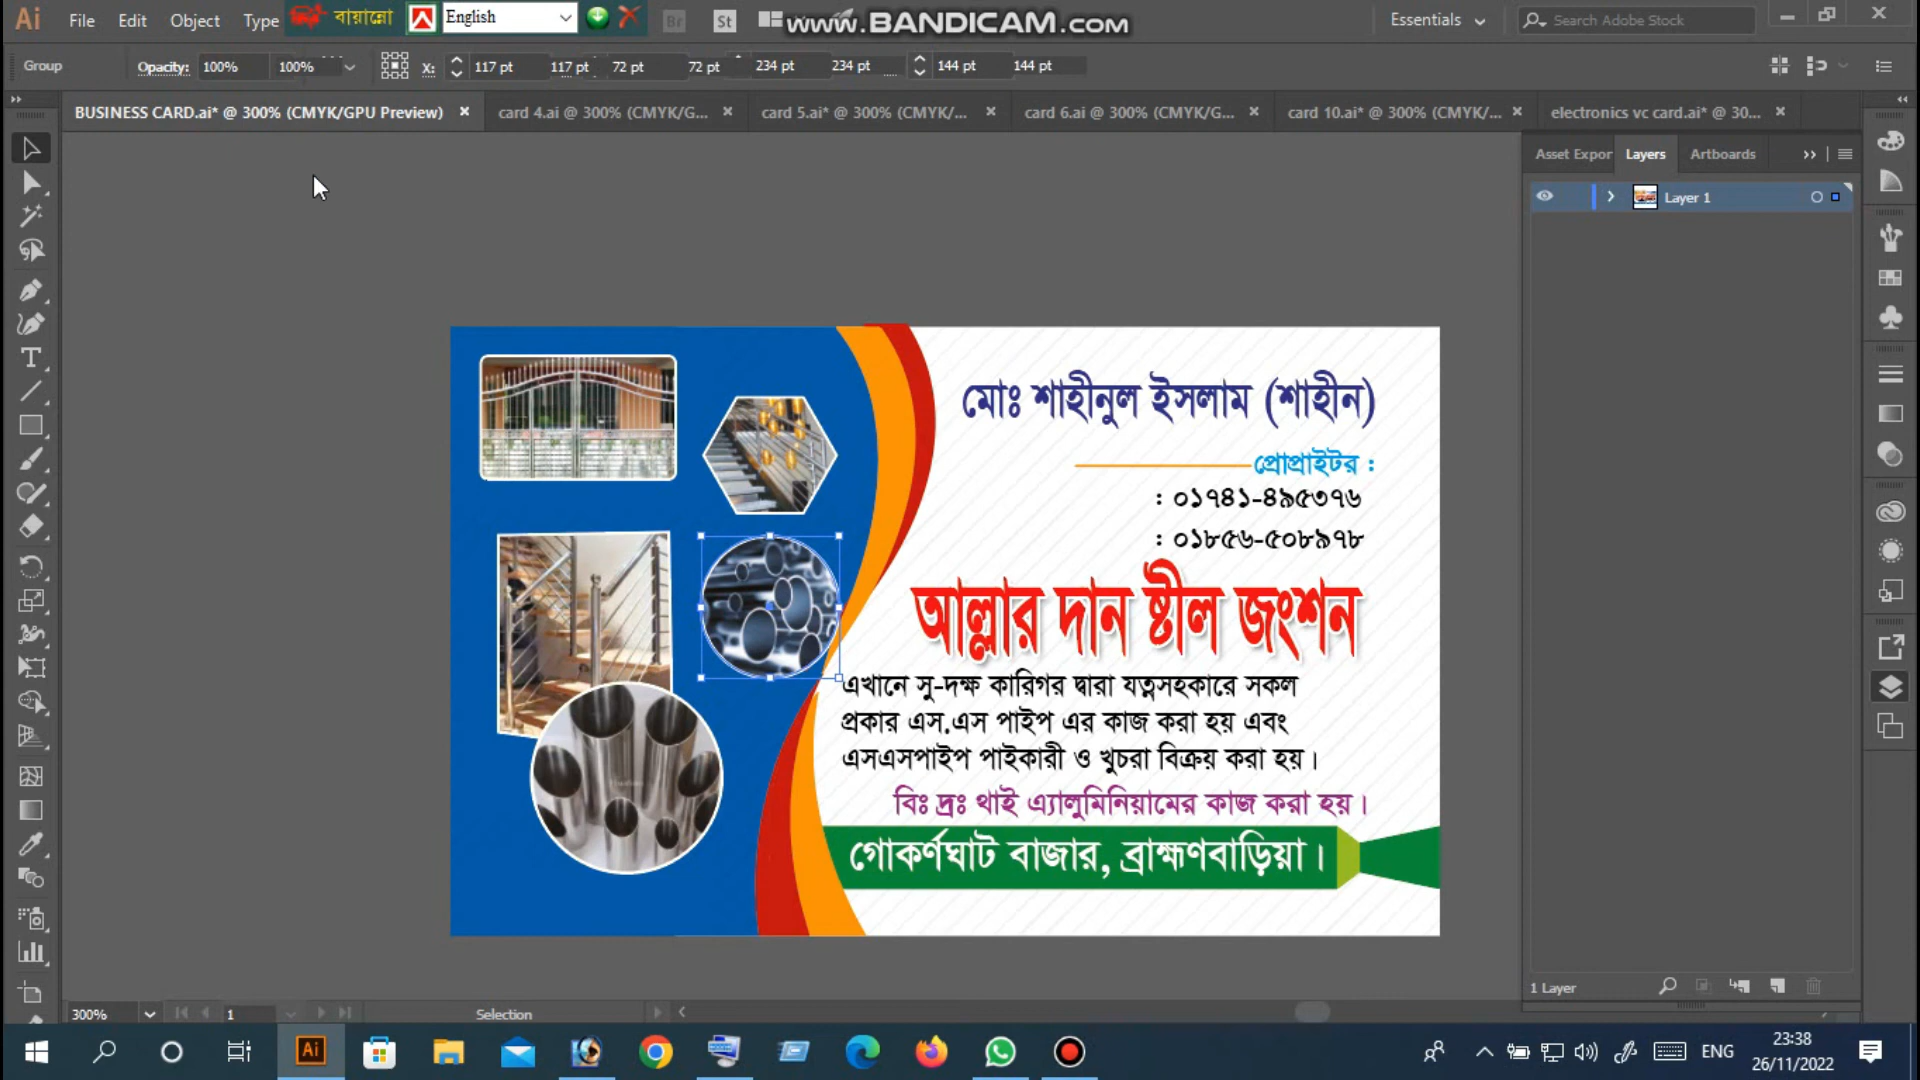 Ai File Edit Object Type বায়ান্নো English Br St WWW.BANDICAM.COM Essentials Search Adobe Stock
Group Opacity: 100% 100% X: 117 pt 117 pt 72 pt 72 pt 234 pt 234 pt 144 pt 144 pt
BUSINESS CARD.ai* @ 300% (CMYK/GPU Preview) card 4.ai @ 300% (CMYK/G... card 5.ai* @ 300% (CMYK/... card 6.ai @ 300% (CMYK/G... card 10.ai* @ 300% (CMYK/... electronics vc card.ai* @ 30...
Asset Expor Layers Artboards
Layer 1
মোঃ শাহীনুল ইসলাম (শাহীন)
প্রোপ্রাইটর :
: ০১৭৪১-৪৯৫৩৭৬
: ০১৮৫৬-৫০৮৯৭৮
আল্লার দান ষ্টীল জংশন
এখানে সু-দক্ষ কারিগর দ্বারা যত্নসহকারে সকল
প্রকার এস.এস পাইপ এর কাজ করা হয় এবং
এসএসপাইপ পাইকারী ও খুচরা বিক্রয় করা হয়।
বিঃ দ্রঃ থাই এ্যালুমিনিয়ামের কাজ করা হয়।
গোকর্ণঘাট বাজার, ব্রাহ্মণবাড়িয়া।
1 Layer
300% 1 Selection
Ai ENG 23:38
26/11/2022